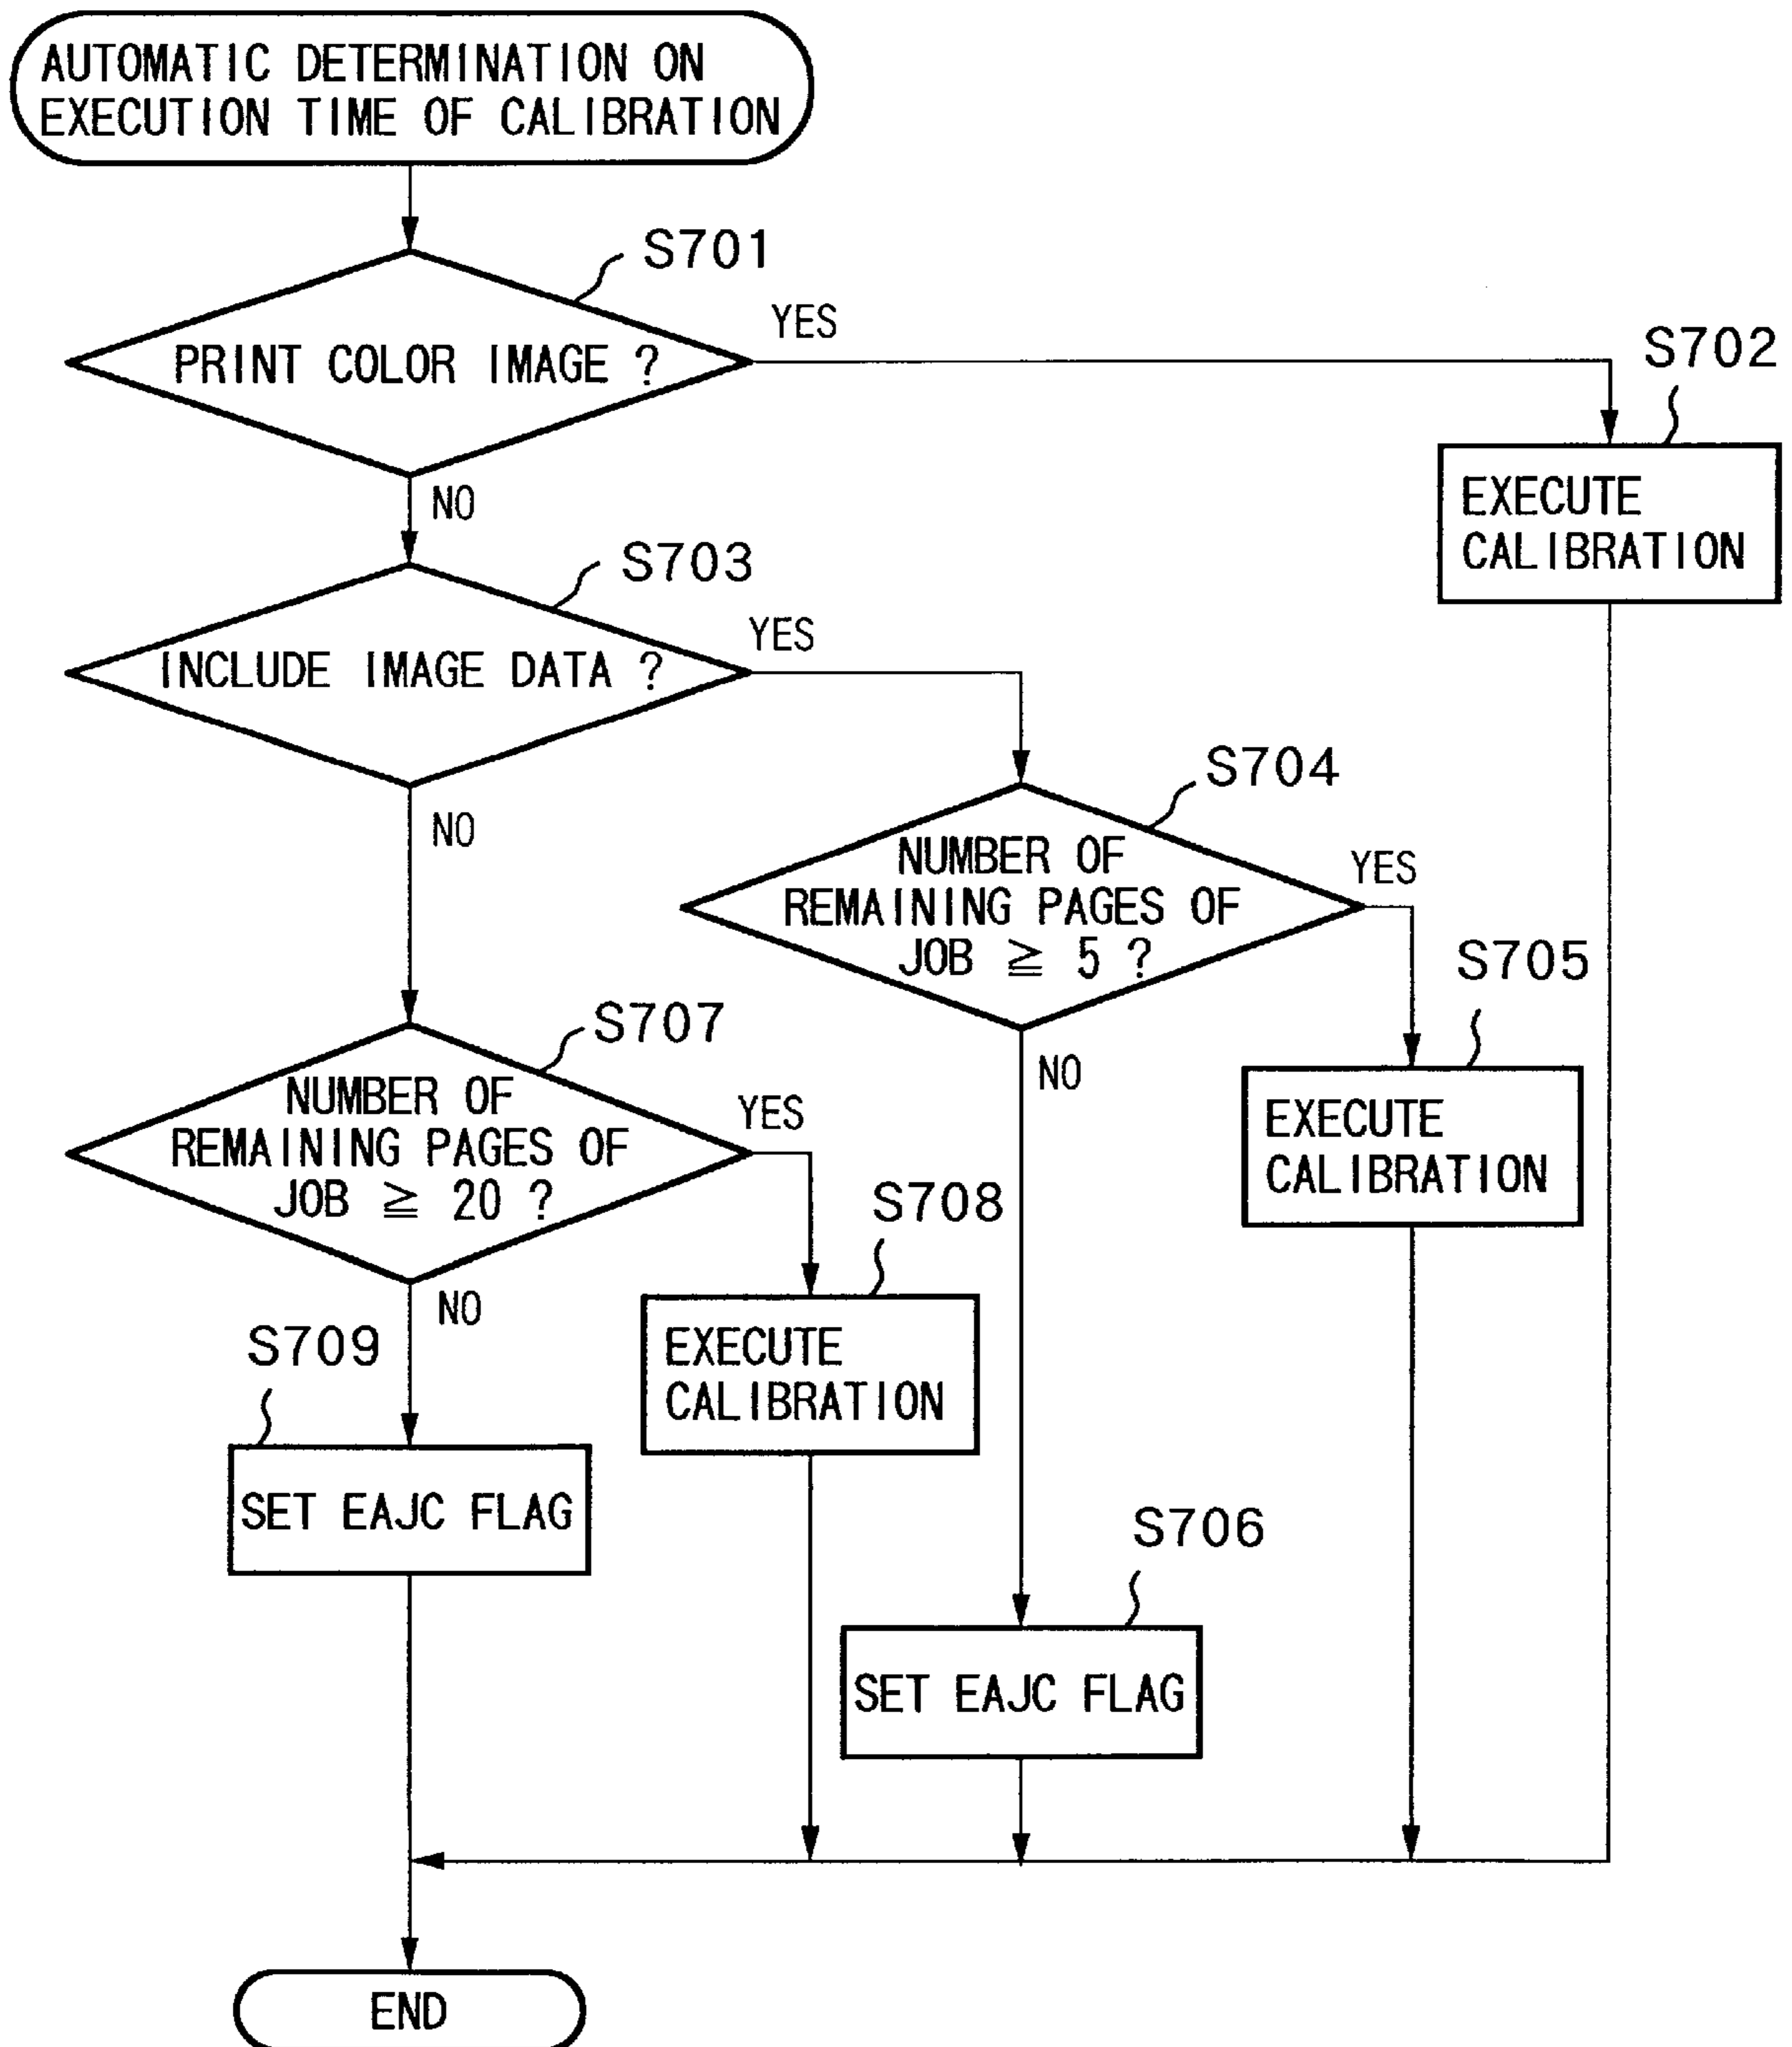 AUTOMATIC DETERMINATION ON
EXECUTION TIME OF CALIBRATION
S701
PRINT COLOR IMAGE ?
YES
NO
S702
EXECUTE
CALIBRATION
S703
INCLUDE IMAGE DATA ?
YES
NO
S704
NUMBER OF
REMAINING PAGES OF
JOB ≧ 5 ?
YES
NO
S705
EXECUTE
CALIBRATION
S707
NUMBER OF
REMAINING PAGES OF
JOB ≧ 20 ?
YES
NO
S708
EXECUTE
CALIBRATION
S709
SET EAJC FLAG
S706
SET EAJC FLAG
END